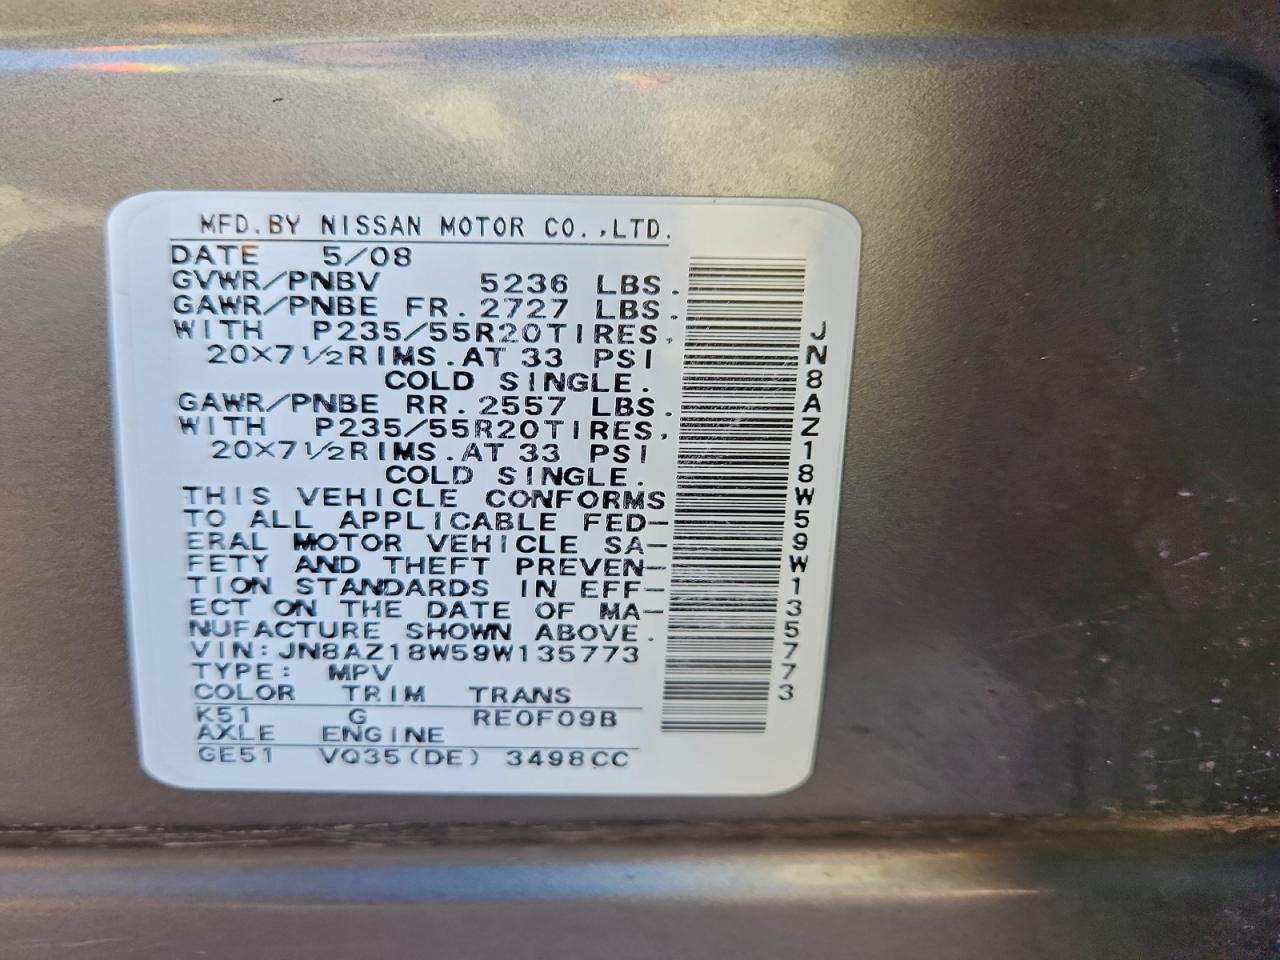 MFD.BY NISSAN MOTOR CO.,LTD.
DATE 5/08
GVWR/PNBV 5236 LBS.
GAWR/PNBE FR. 2727 LBS.
WITH P235/55R20TIRES,
20X7 1/2RIMS.AT 33 PSI
COLD SINGLE.
GAWR/PNBE RR. 2557 LBS.
WITH P235/55R20TIRES,
20X7 1/2RIMS.AT 33 PSI
COLD SINGLE.
THIS VEHICLE CONFORMS
TO ALL APPLICABLE FED-
ERAL MOTOR VEHICLE SA-
FETY AND THEFT PREVEN-
TION STANDARDS IN EFF-
ECT ON THE DATE OF MA-
NUFACTURE SHOWN ABOVE.
VIN:JN8AZ18W59W135773
TYPE: MPV
COLOR TRIM TRANS
K51 G RE0F09B
AXLE ENGINE
GE51 VQ35(DE) 3498CC
JN8AZ18W59W135773